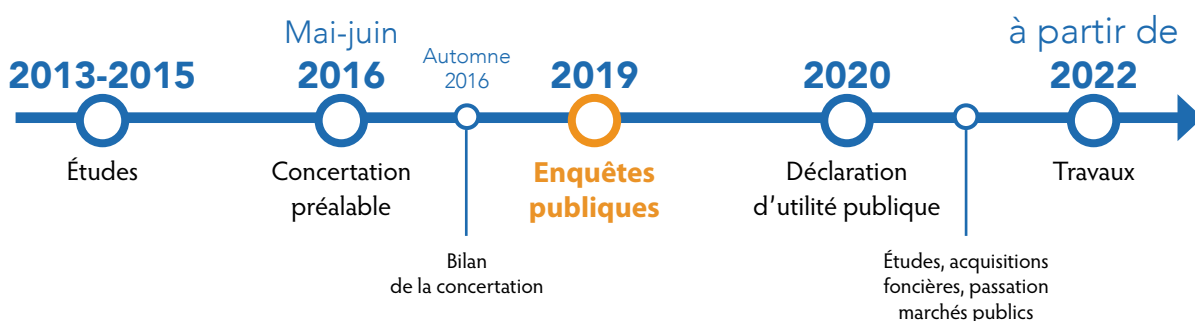 2013-2015
Études
Mai-juin
2016
Concertation
préalable
Automne
2016
Bilan
de la concertation
2019
Enquêtes
publiques
2020
Déclaration
d'utilité publique
Études, acquisitions
foncières, passation
marchés publics
à partir de
2022
Travaux